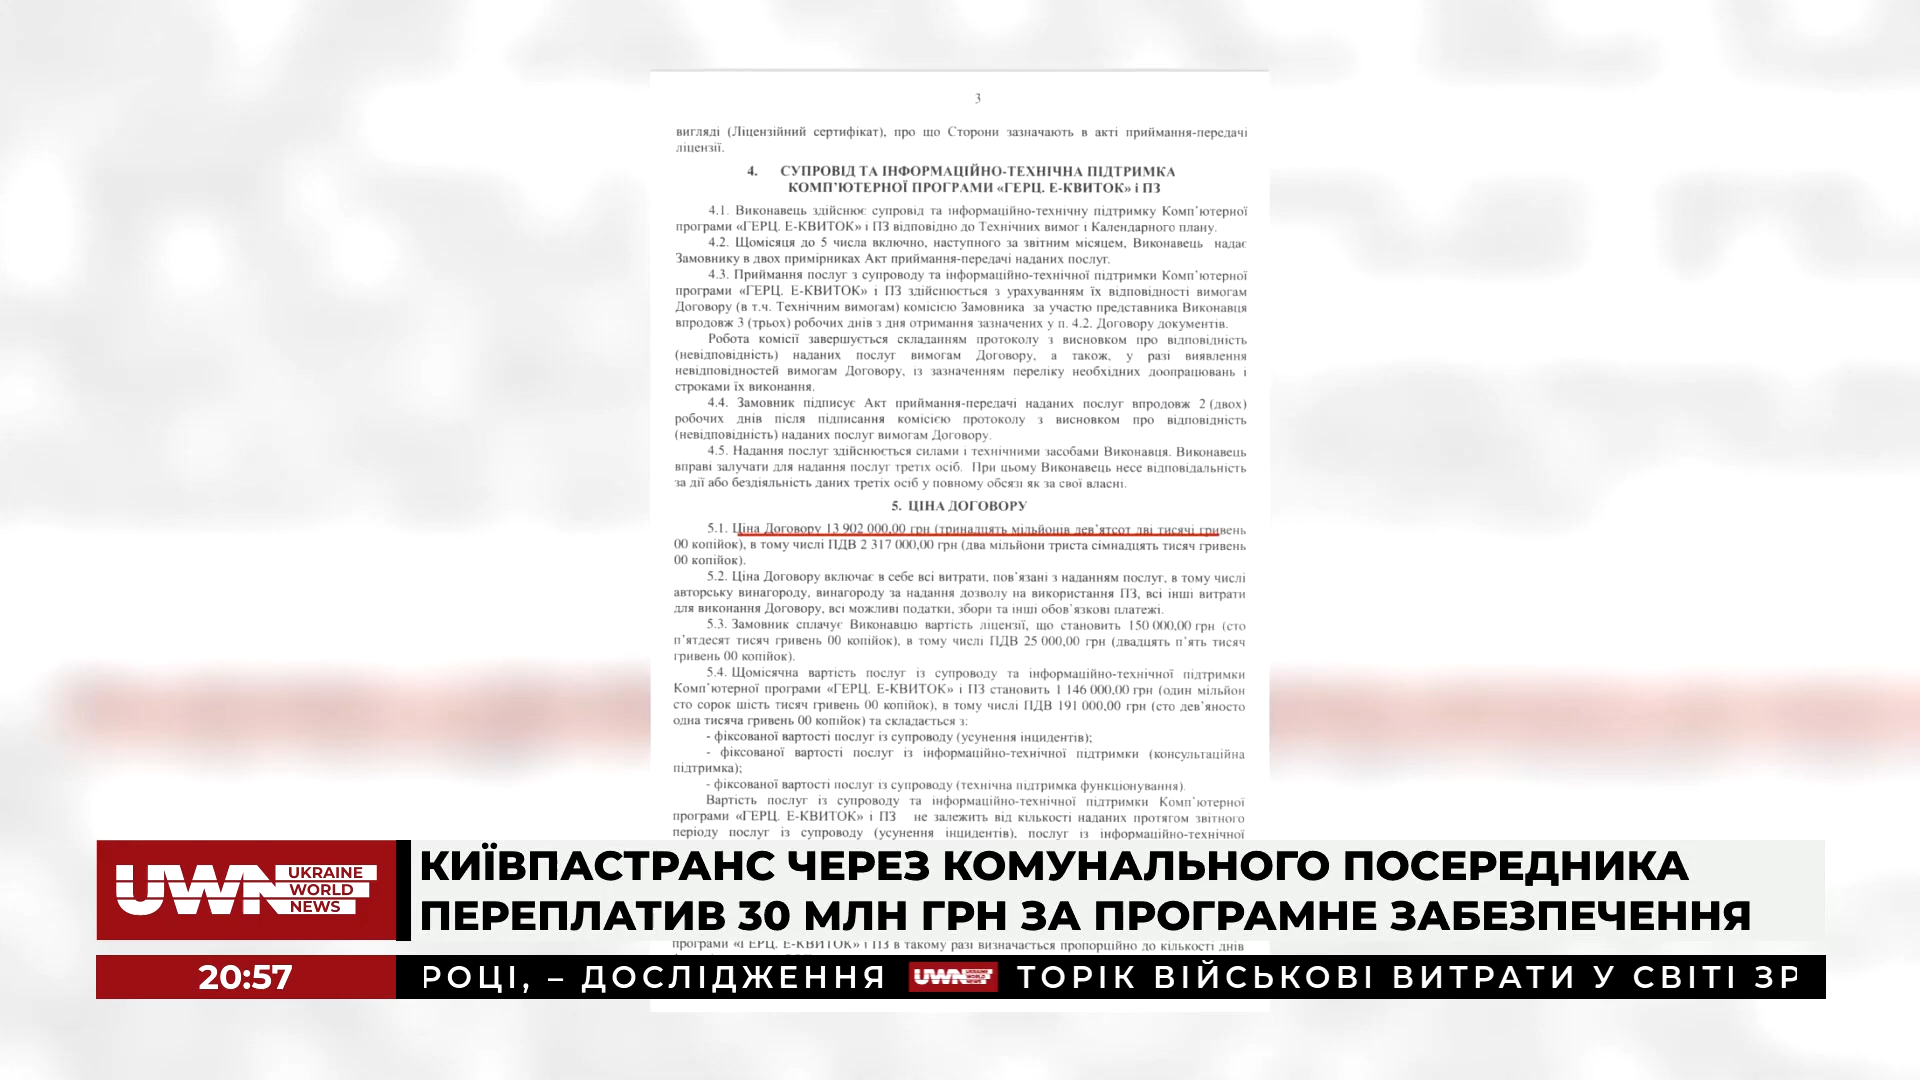 3
вигляді (Ліцензійний сертифікат), про що Сторони зазначають в акті приймання-передачі
ліцензії.
4. СУПРОВІД ТА ІНФОРМАЦІЙНО-ТЕХНІЧНА ПІДТРИМКА
КОМП’ЮТЕРНОЇ ПРОГРАМИ «ГЕРЦ. Е-КВИТОК» і ПЗ
4.1. Виконавець здійснює супровід та інформаційно-технічну підтримку Комп’ютерної
програми «ГЕРЦ. Е-КВИТОК» і ПЗ відповідно до Технічних вимог і Календарного плану.
4.2. Щомісяця до 5 числа включно, наступного за звітним місяцем, Виконавець надає
Замовнику в двох примірниках Акт приймання-передачі наданих послуг.
4.3. Приймання послуг з супроводу та інформаційно-технічної підтримки Комп’ютерної
програми «ГЕРЦ. Е-КВИТОК» і ПЗ здійснюється з урахуванням їх відповідності вимогам
Договору (в т.ч. Технічним вимогам) комісією Замовника за участю представника Виконавця
впродовж 3 (трьох) робочих днів з дня отримання зазначених у п. 4.2. Договору документів.
Робота комісії завершується складанням протоколу з висновком про відповідність
(невідповідність) наданих послуг вимогам Договору, а також, у разі виявлення
невідповідностей вимогам Договору, із зазначенням переліку необхідних доопрацювань і
строками їх виконання.
4.4. Замовник підписує Акт приймання-передачі наданих послуг впродовж 2 (двох)
робочих днів після підписання комісією протоколу з висновком про відповідність
(невідповідність) наданих послуг вимогам Договору.
4.5. Надання послуг здійснюється силами і технічними засобами Виконавця. Виконавець
вправі залучати для надання послуг третіх осіб. При цьому Виконавець несе відповідальність
за дії або бездіяльність даних третіх осіб у повному обсязі як за свої власні.
5. ЦІНА ДОГОВОРУ
5.1. Ціна Договору 13 902 000,00 грн (тринадцять мільйонів дев’ятсот дві тисячі гривень
00 копійок), в тому числі ПДВ 2 317 000,00 грн (два мільйони триста сімнадцять тисяч гривень
00 копійок).
5.2. Ціна Договору включає в себе всі витрати, пов’язані з наданням послуг, в тому числі
авторську винагороду, винагороду за надання дозволу на використання ПЗ, всі інші витрати
для виконання Договору, всі можливі податки, збори та інші обов’язкові платежі.
5.3. Замовник сплачує Виконавцю вартість ліцензії, що становить 150 000,00 грн (сто
п’ятдесят тисяч гривень 00 копійок), в тому числі ПДВ 25 000,00 грн (двадцять п’ять тисяч
гривень 00 копійок).
5.4. Щомісячна вартість послуг із супроводу та інформаційно-технічної підтримки
Комп’ютерної програми «ГЕРЦ. Е-КВИТОК» і ПЗ становить 1 146 000,00 грн (один мільйон
сто сорок шість тисяч гривень 00 копійок), в тому числі ПДВ 191 000,00 грн (сто дев’яносто
одна тисяча гривень 00 копійок) та складається з:
- фіксованої вартості послуг із супроводу (усунення інцидентів);
- фіксованої вартості послуг із інформаційно-технічної підтримки (консультаційна
підтримка);
- фіксованої вартості послуг із супроводу (технічна підтримка функціонування).
Вартість послуг із супроводу та інформаційно-технічної підтримки Комп’ютерної
програми «ГЕРЦ. Е-КВИТОК» і ПЗ не залежить від кількості наданих протягом звітного
періоду послуг із супроводу (усунення інцидентів), послуг із інформаційно-технічної
UWN UKRAINE
WORLD
NEWS
КИЇВПАСТРАНС ЧЕРЕЗ КОМУНАЛЬНОГО ПОСЕРЕДНИКА
ПЕРЕПЛАТИВ 30 МЛН ГРН ЗА ПРОГРАМНЕ ЗАБЕЗПЕЧЕННЯ
програми «ГЕРЦ. Е-КВИТОК» і ПЗ в такому разі визначається пропорційно до кількості днів
20:57
РОЦІ, – ДОСЛІДЖЕННЯ UWN ТОРІК ВІЙСЬКОВІ ВИТРАТИ У СВІТІ ЗР